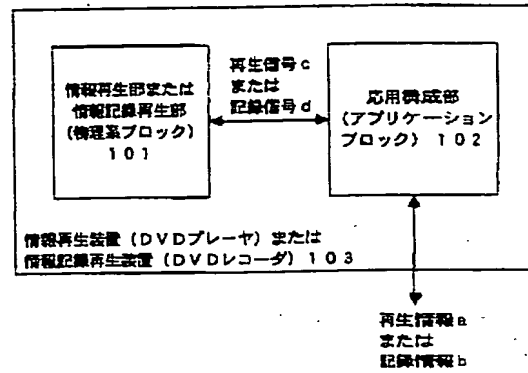 情報再生部または
情報記録再生部
(物理系ブロック)
101
再生信号c
または
記録信号d
応用構成部
(アプリケーション
ブロック) 102
情報再生装置(DVDプレーヤ)または
情報記録再生装置(DVDレコーダ)103
再生情報a
または
記録情報b